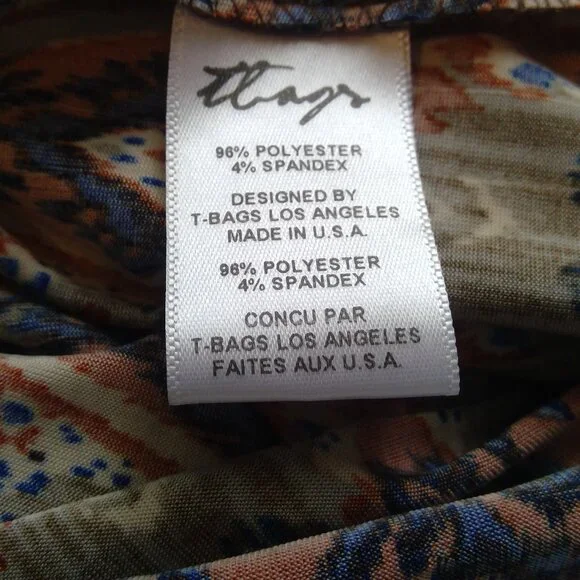 tbags
96% POLYESTER
4% SPANDEX
DESIGNED BY
T-BAGS LOS ANGELES
MADE IN U.S.A.
96% POLYESTER
4% SPANDEX
CONCU PAR
T-BAGS LOS ANGELES
FAITES AUX U.S.A.